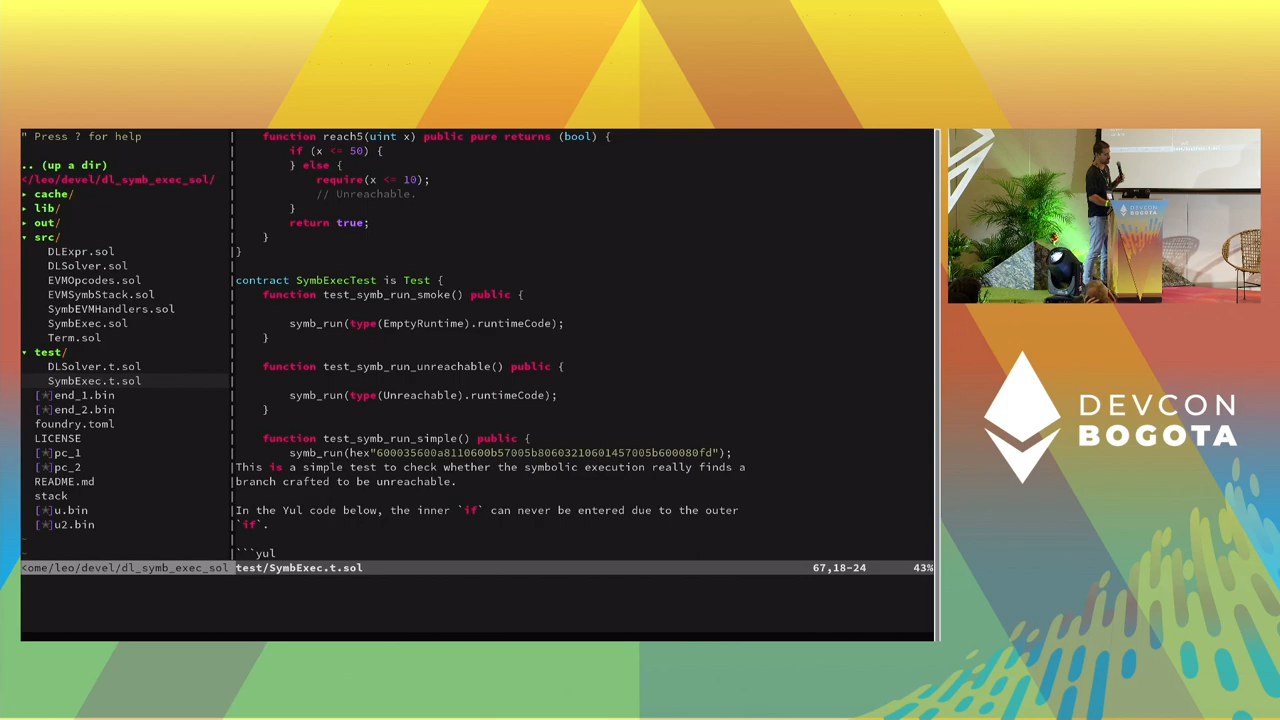 " Press ? for help
.. (up a dir)
</leo/devel/dl_symb_exec_sol/
▸ cache/
▸ lib/
▸ out/
▾ src/
DLExpr.sol
DLSolver.sol
EVMOpcodes.sol
EVMSymbStack.sol
SymbEVMHandlers.sol
SymbExec.sol
Term.sol
▾ test/
DLSolver.t.sol
SymbExec.t.sol
[*]end_1.bin
[*]end_2.bin
foundry.toml
LICENSE
[*]pc_1
[*]pc_2
README.md
stack
[*]u.bin
[*]u2.bin
~
~
<ome/leo/devel/dl_symb_exec_sol
function reach5(uint x) public pure returns (bool) {
if (x <= 50) {
} else {
require(x <= 10);
// Unreachable.
}
return true;
}
}
contract SymbExecTest is Test {
function test_symb_run_smoke() public {
symb_run(type(EmptyRuntime).runtimeCode);
}
function test_symb_run_unreachable() public {
symb_run(type(Unreachable).runtimeCode);
}
function test_symb_run_simple() public {
symb_run(hex"600035600a8110600b57005b80603210601457005b600080fd");
This is a simple test to check whether the symbolic execution really finds a
branch crafted to be unreachable.
In the Yul code below, the inner `if` can never be entered due to the outer
`if`.
```yul
test/SymbExec.t.sol 67,18-24 43%
DEVCON
BOGOTA
DEVCON
BOGOTA